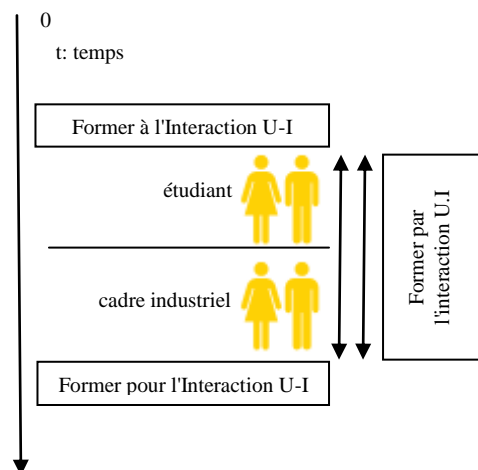 0
t: temps
Former à l'Interaction U-I
étudiant
cadre industriel
Former par
l'interaction U.I
Former pour l'Interaction U-I